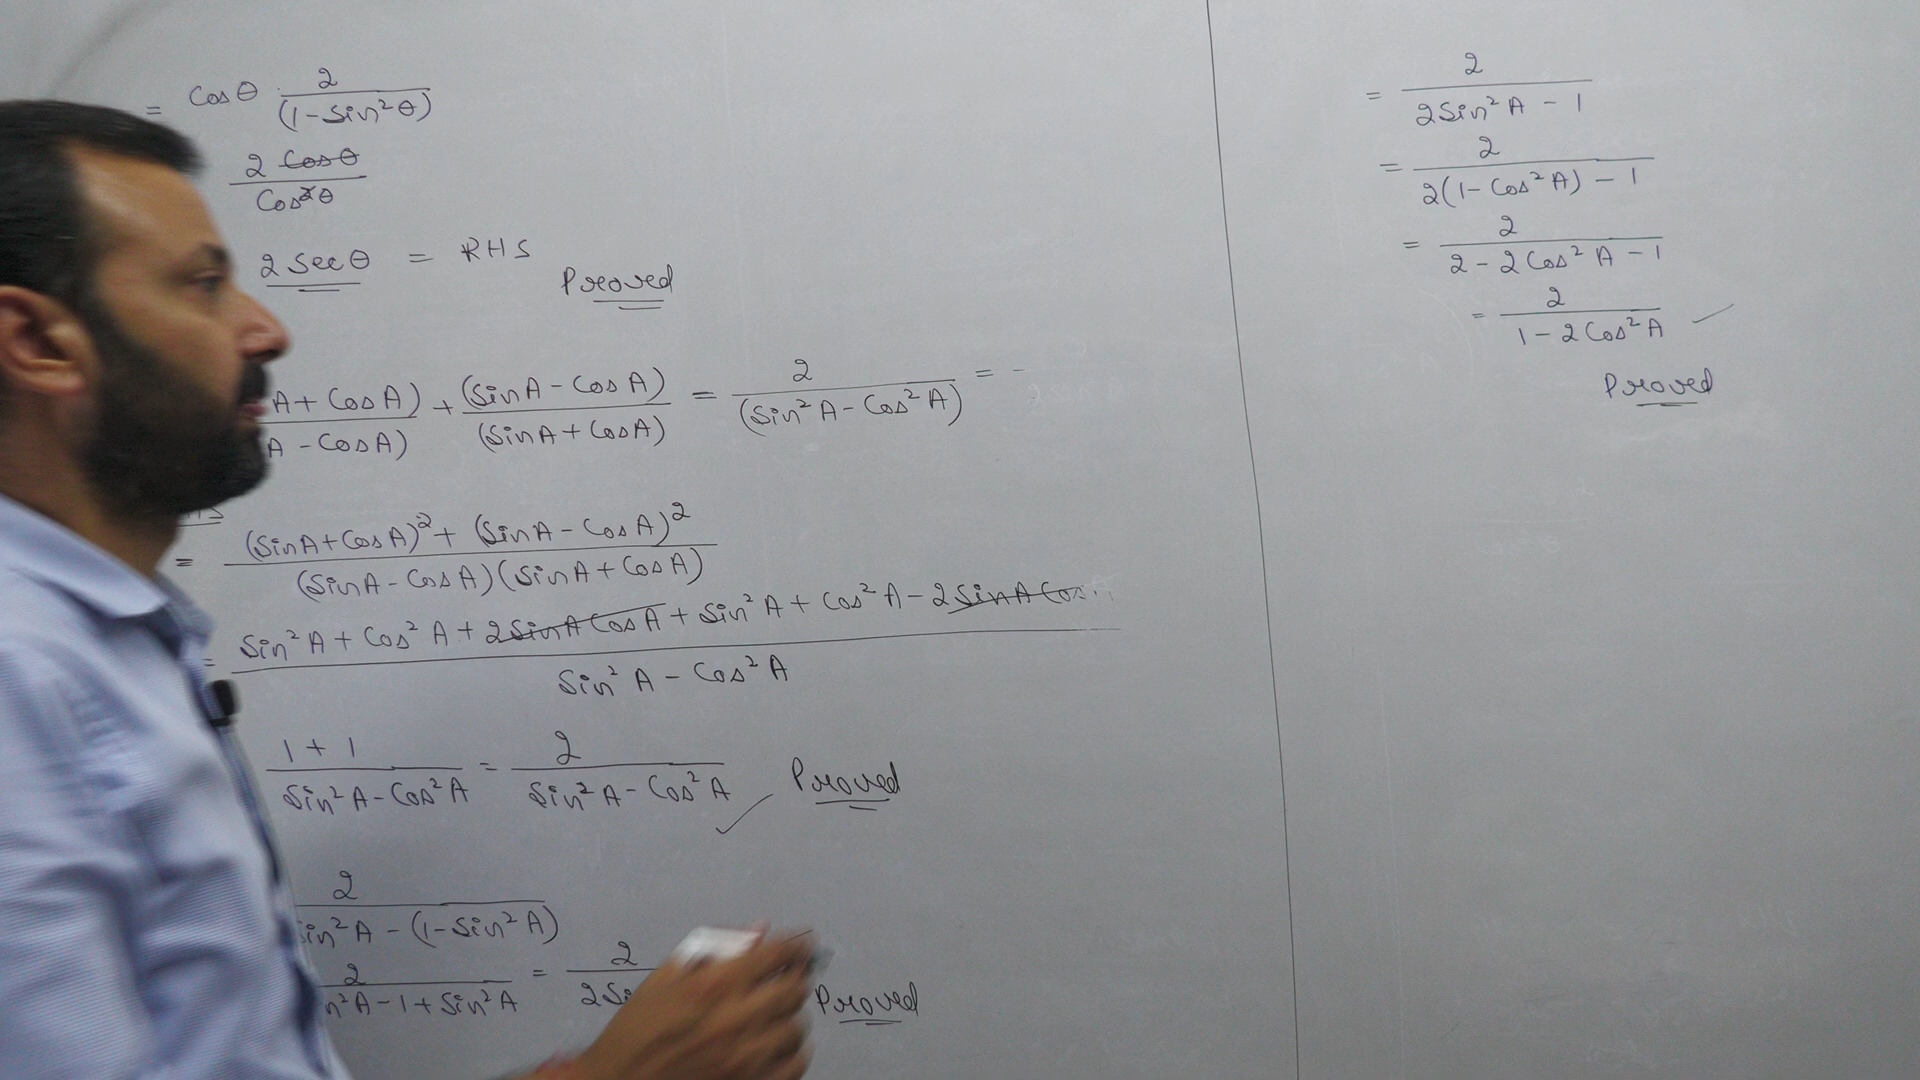 = Cosθ 2/(1-Sin²θ)
2 Cosθ/Cos²θ
2 Secθ = RHS
Proved
A + CosA)/A - CosA) + (SinA - CosA)/(SinA + CosA) = 2/(Sin²A - Cos²A) = -
= (SinA + CosA)² + (SinA - CosA)²/(SinA - CosA)(SinA + CosA)
= Sin²A + Cos²A + 2SinA CosA + Sin²A + Cos²A - 2SinA Cos/Sin²A - Cos²A
1 + 1/Sin²A - Cos²A = 2/Sin²A - Cos²A Proved
2/in²A - (1 - Sin²A)
2/n²A - 1 + Sin²A = 2/2Si Proved
= 2/2Sin²A - 1
= 2/2(1 - Cos²A) - 1
= 2/2 - 2Cos²A - 1
= 2/1 - 2Cos²A
Proved